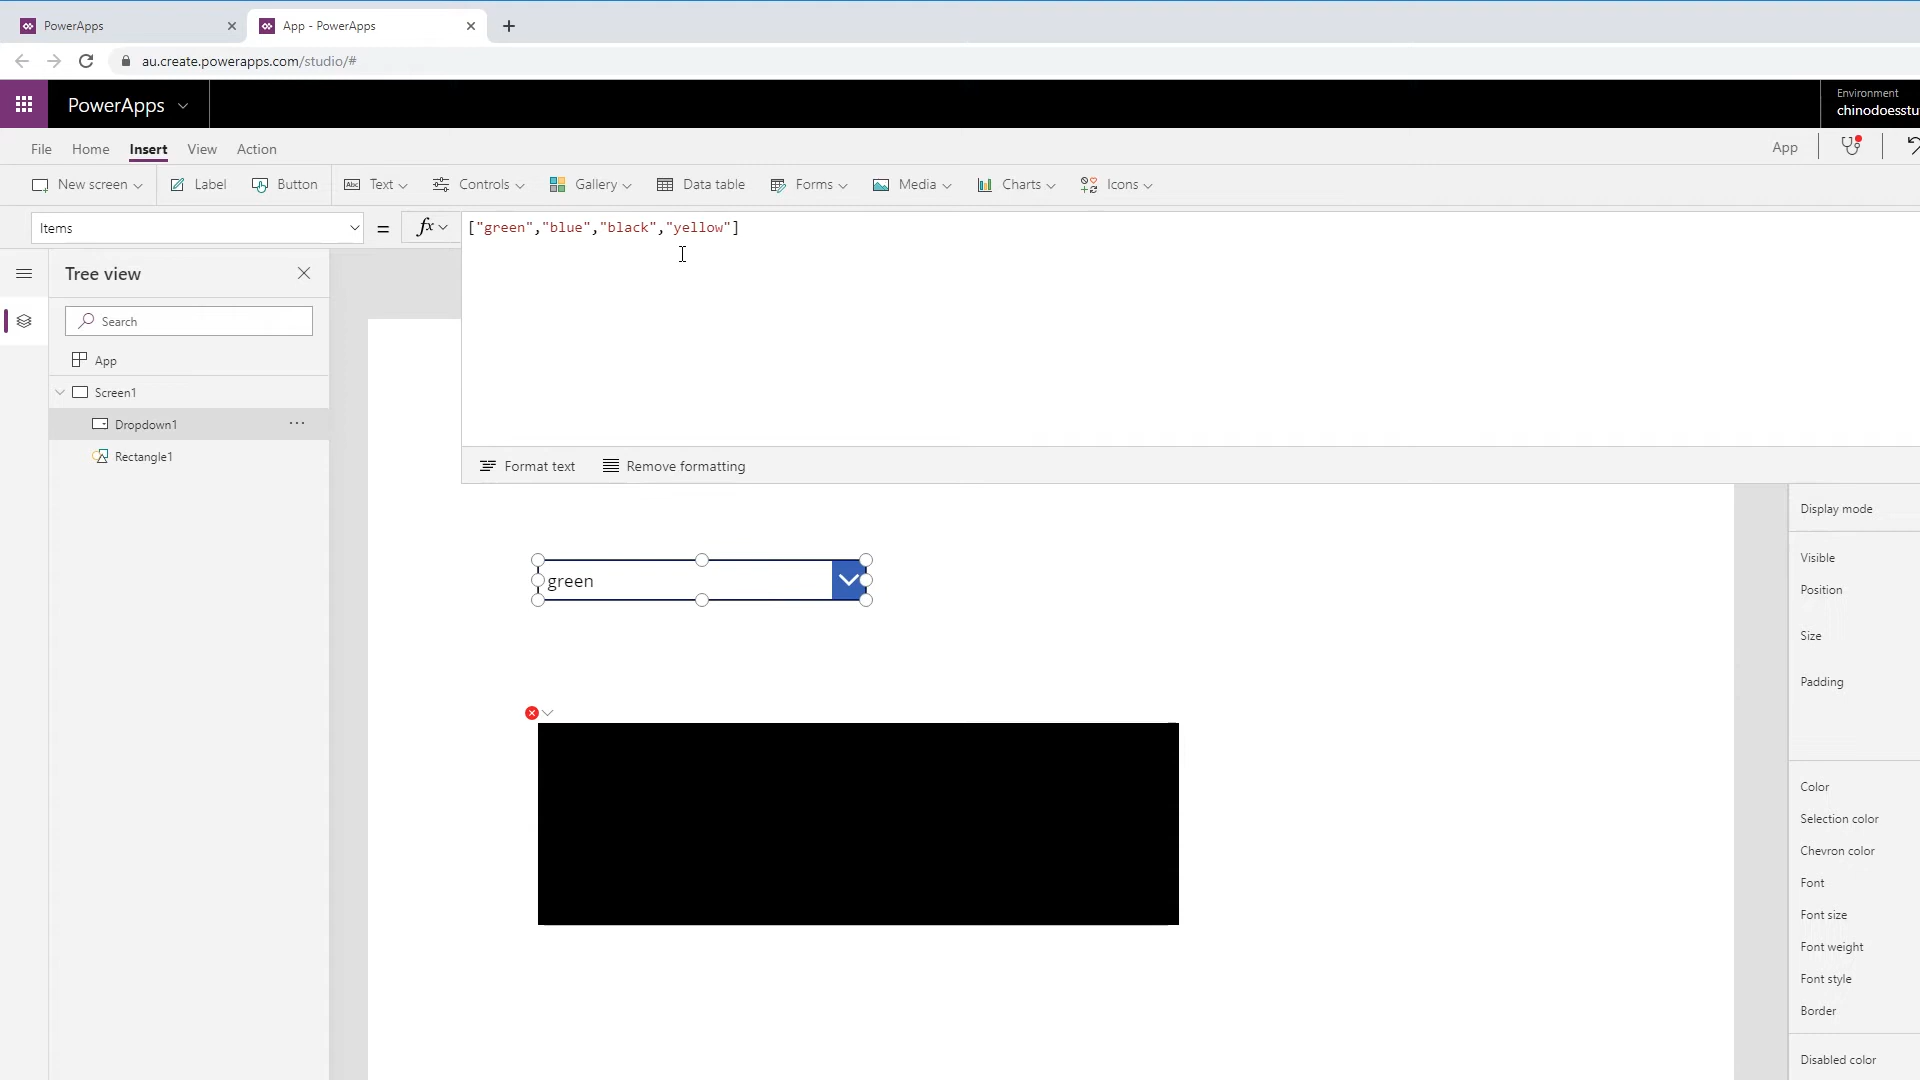 PowerApps
App - PowerApps
au.create.powerapps.com/studio/#
PowerApps
Environment
chinodoesstu
File Home Insert View Action
App
New screen Label Button Text Controls Gallery Data table Forms Media Charts Icons
Items = fx ["green","blue","black","yellow"]
Tree view
Search
App
Screen1
Dropdown1
Rectangle1
Format text Remove formatting
green
Display mode
Visible
Position
Size
Padding
Color
Selection color
Chevron color
Font
Font size
Font weight
Font style
Border
Disabled color